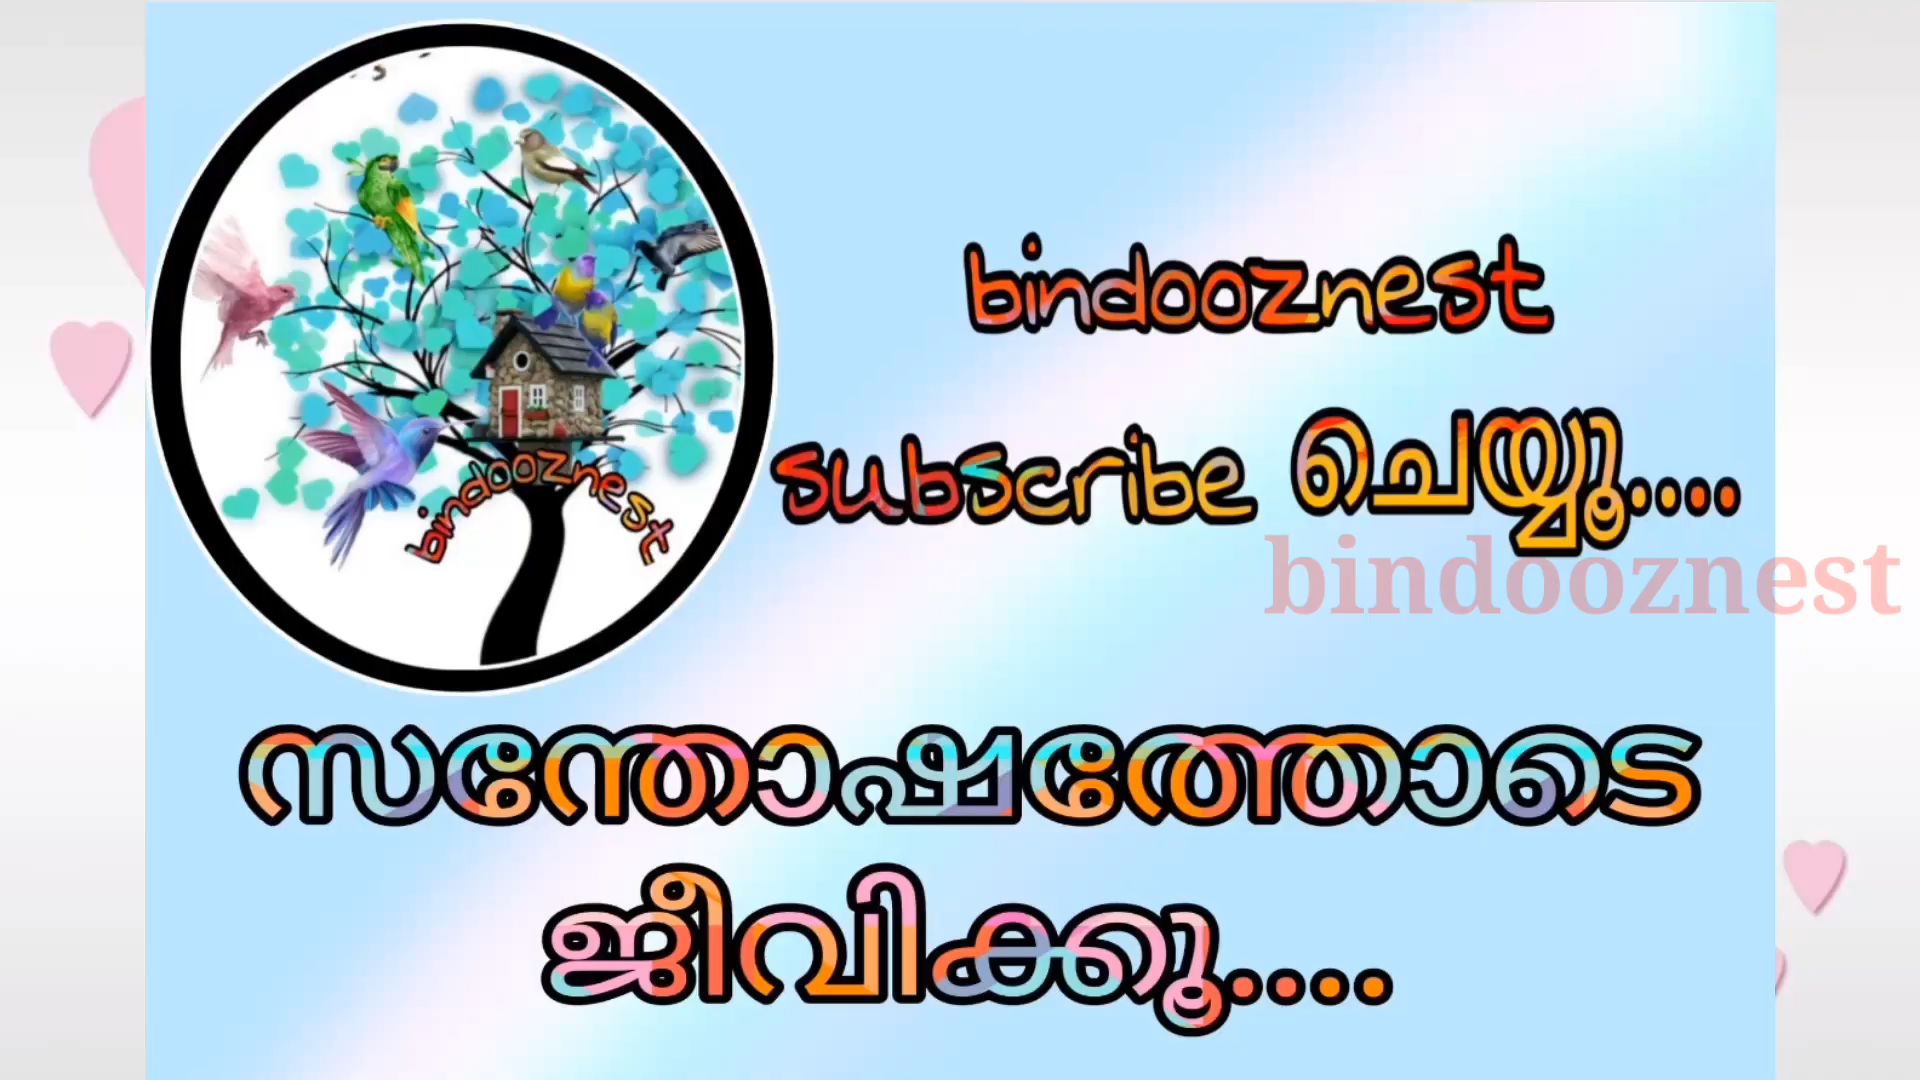 bindooznest
bindooznest
subscribe ചെയ്യൂ....
bindooznest
സന്തോഷത്തോടെ
ജീവിക്കൂ....